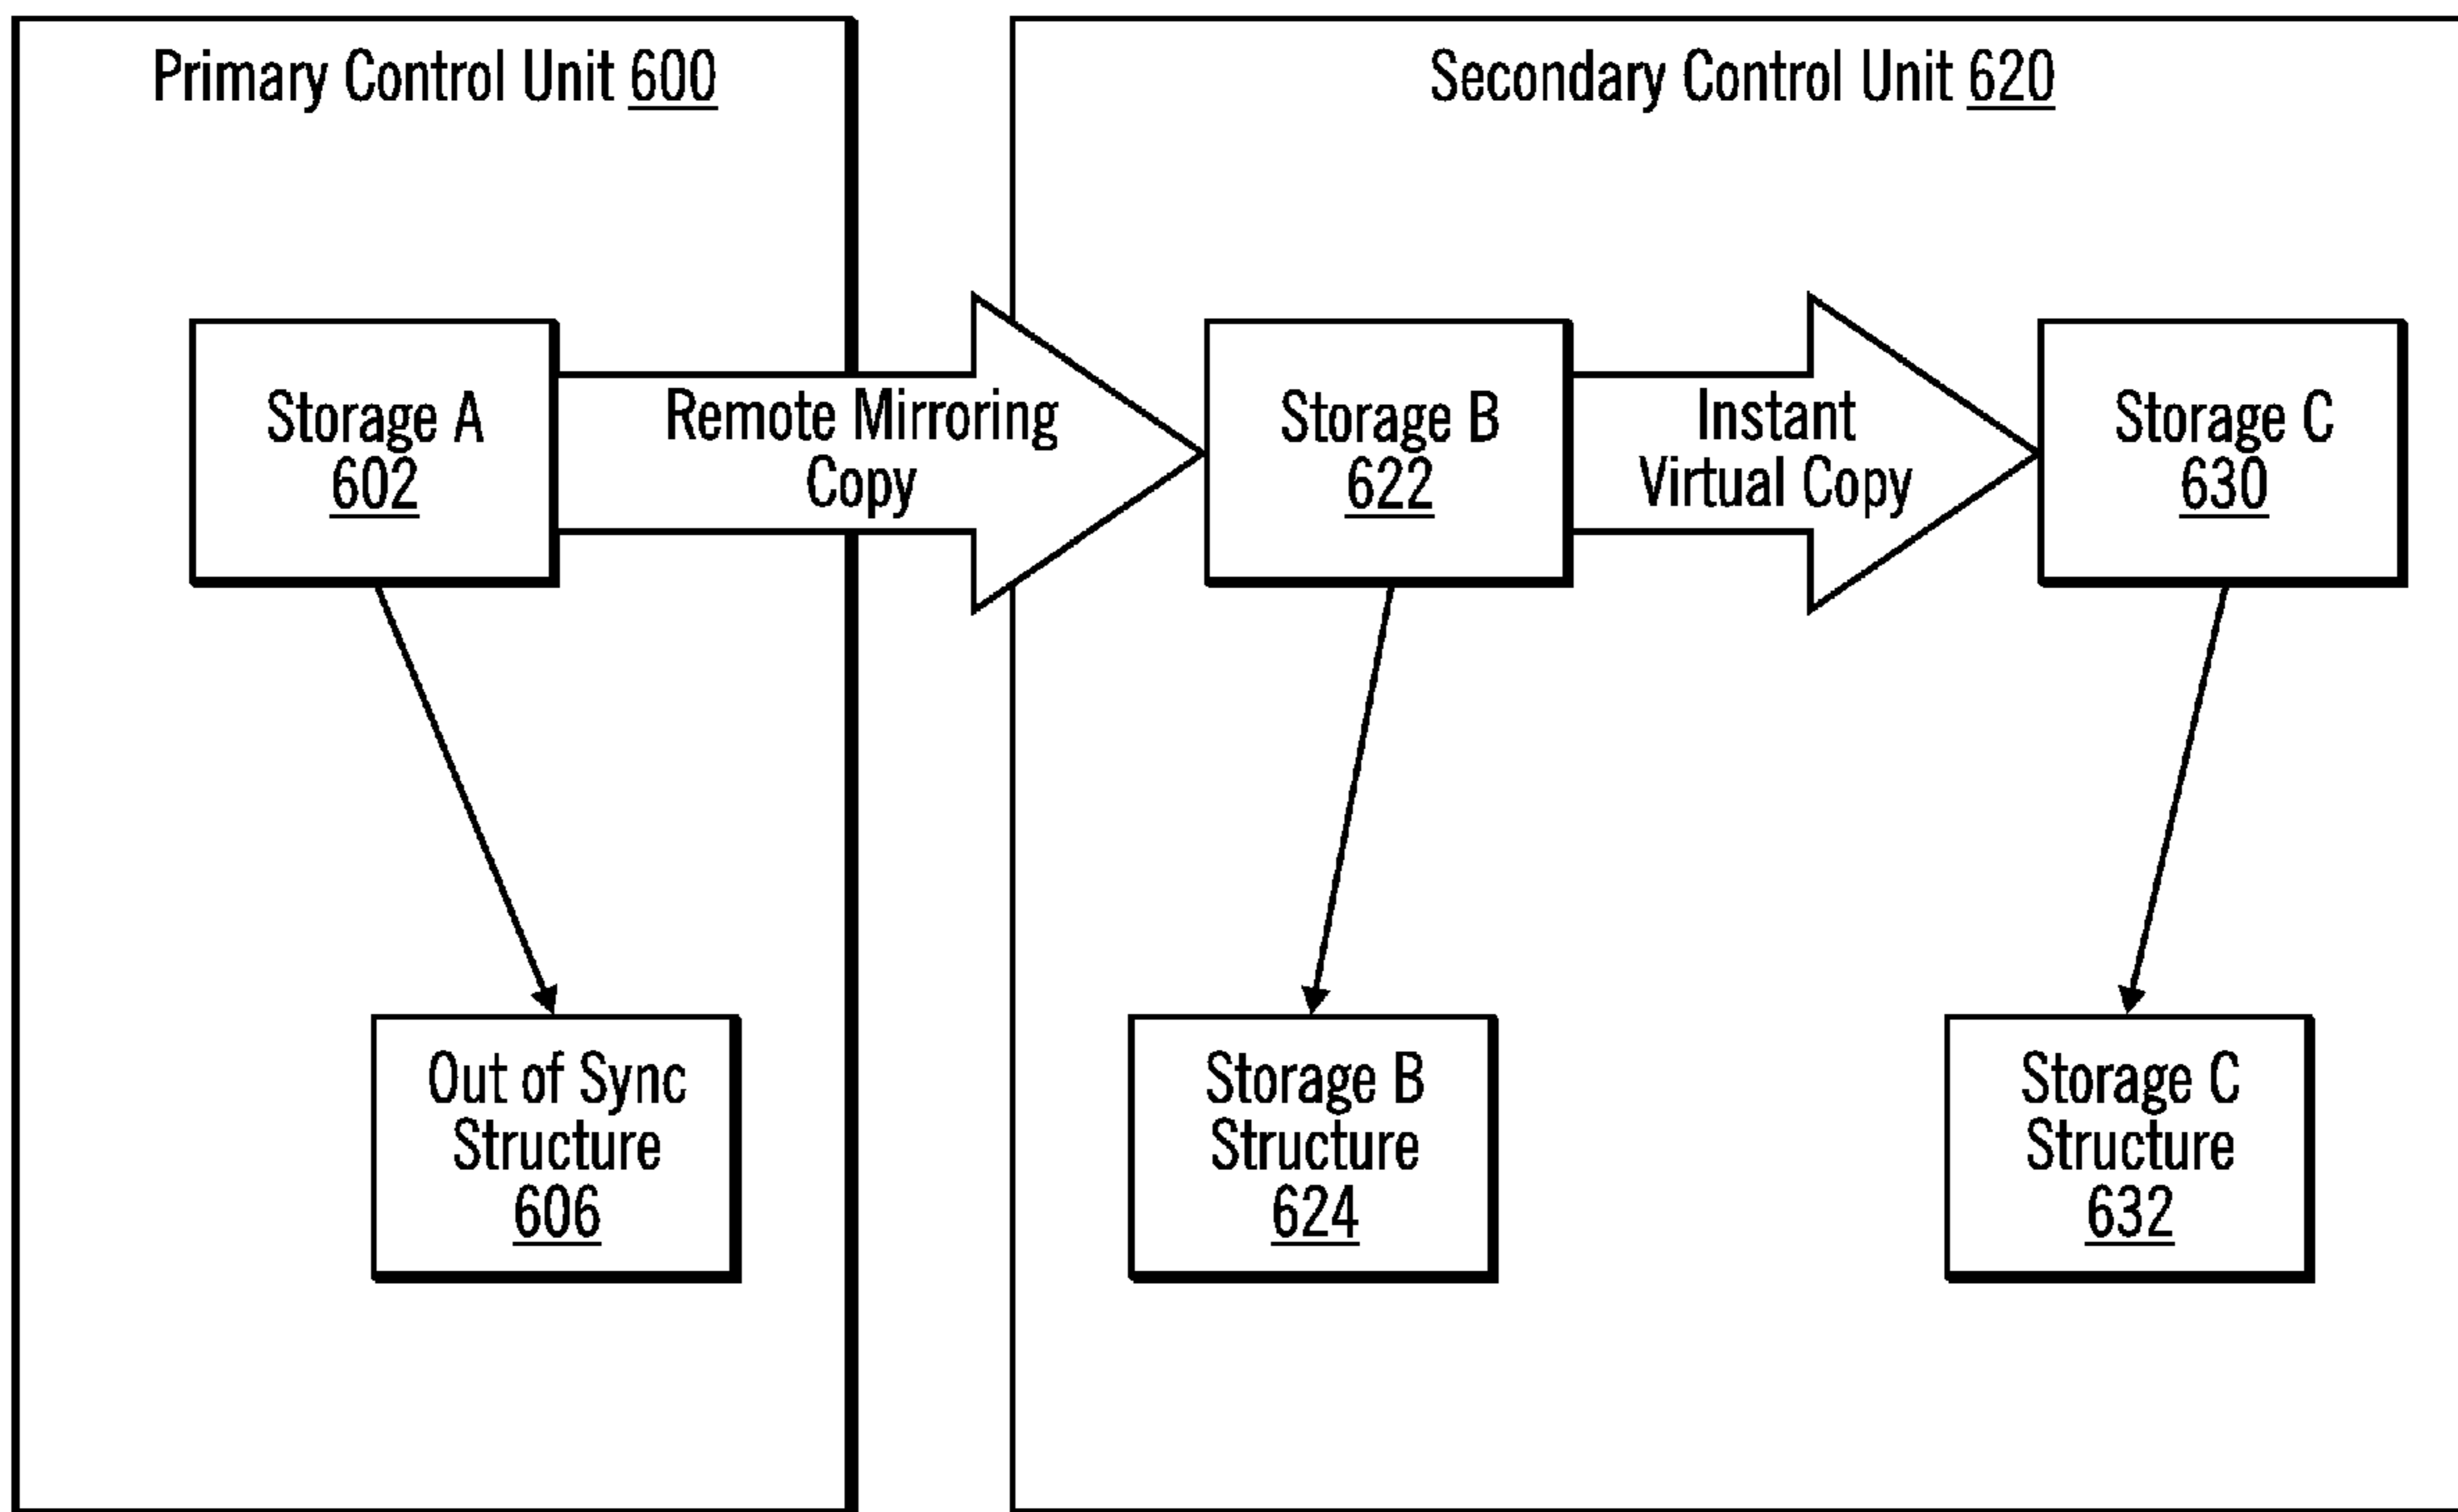 Primary Control Unit 600
Secondary Control Unit 620
Storage A
602
Remote Mirroring
Copy
Storage B
622
Instant
Virtual Copy
Storage C
630
Out of Sync
Structure
606
Storage B
Structure
624
Storage C
Structure
632